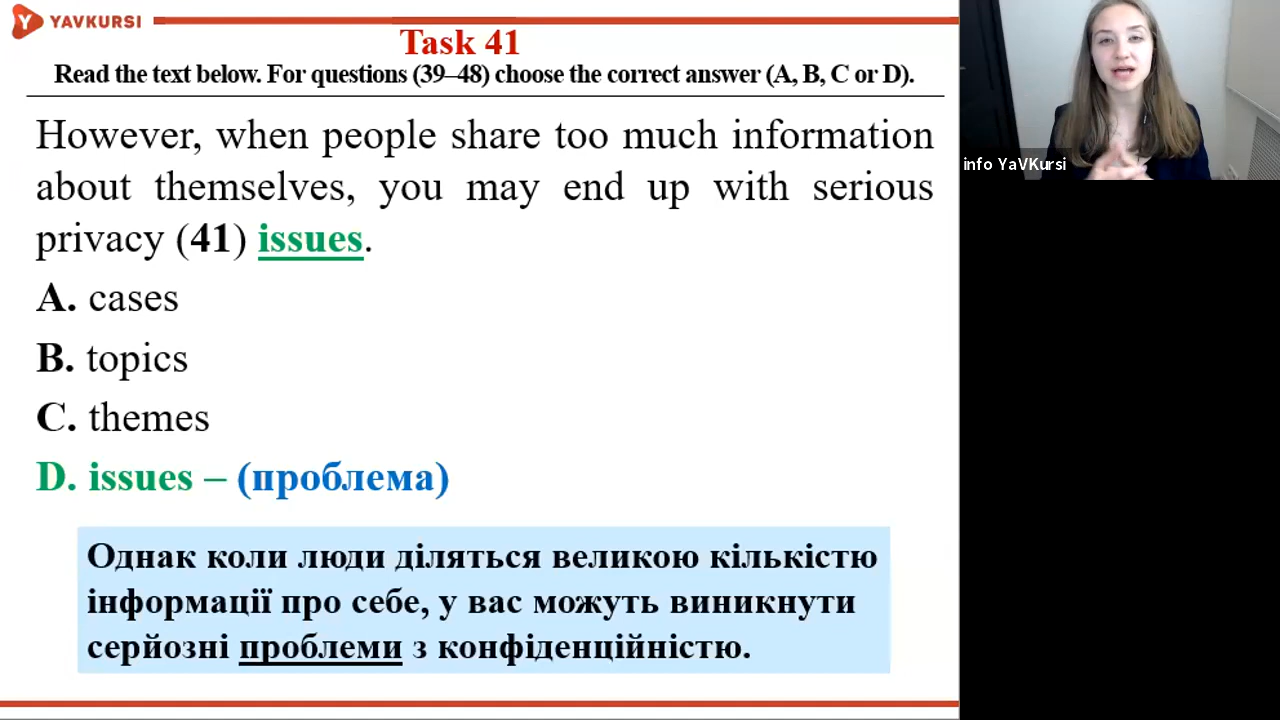 YAVKURSI
Task 41
Read the text below. For questions (39–48) choose the correct answer (A, B, C or D).
However, when people share too much information
about themselves, you may end up with serious
privacy (41) issues.
A. cases
B. topics
C. themes
D. issues – (проблема)
Однак коли люди діляться великою кількістю
інформації про себе, у вас можуть виникнути
серйозні проблеми з конфіденційністю.
info YaVKursi